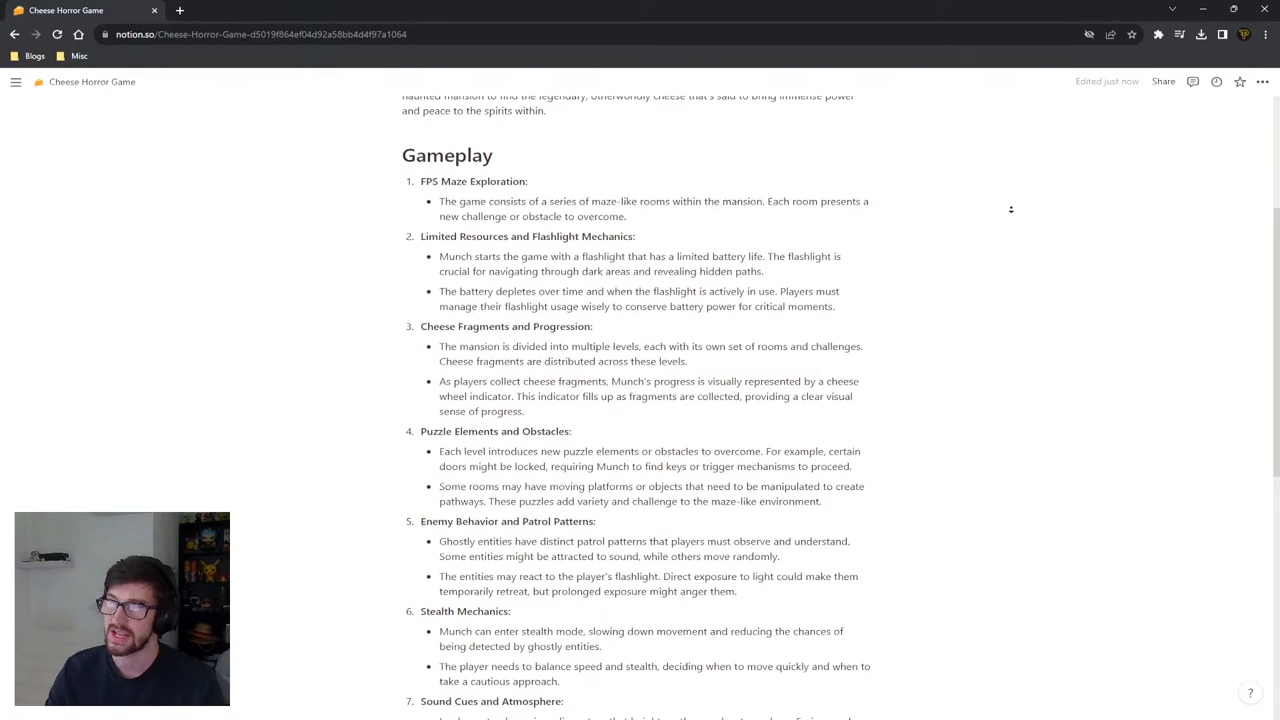 Cheese Horror Game
notion.so/Cheese-Horror-Game-d5019f864ef04d92a58bb4d4f97a1064
Blogs
Misc
Cheese Horror Game
Edited just now
Share
haunted mansion to find the legendary, otherworldly cheese that's said to bring immense power
and peace to the spirits within.
Gameplay
1. FPS Maze Exploration:
• The game consists of a series of maze-like rooms within the mansion. Each room presents a
new challenge or obstacle to overcome.
2. Limited Resources and Flashlight Mechanics:
• Munch starts the game with a flashlight that has a limited battery life. The flashlight is
crucial for navigating through dark areas and revealing hidden paths.
• The battery depletes over time and when the flashlight is actively in use. Players must
manage their flashlight usage wisely to conserve battery power for critical moments.
3. Cheese Fragments and Progression:
• The mansion is divided into multiple levels, each with its own set of rooms and challenges.
Cheese fragments are distributed across these levels.
• As players collect cheese fragments, Munch's progress is visually represented by a cheese
wheel indicator. This indicator fills up as fragments are collected, providing a clear visual
sense of progress.
4. Puzzle Elements and Obstacles:
• Each level introduces new puzzle elements or obstacles to overcome. For example, certain
doors might be locked, requiring Munch to find keys or trigger mechanisms to proceed.
• Some rooms may have moving platforms or objects that need to be manipulated to create
pathways. These puzzles add variety and challenge to the maze-like environment.
5. Enemy Behavior and Patrol Patterns:
• Ghostly entities have distinct patrol patterns that players must observe and understand.
Some entities might be attracted to sound, while others move randomly.
• The entities may react to the player's flashlight. Direct exposure to light could make them
temporarily retreat, but prolonged exposure might anger them.
6. Stealth Mechanics:
• Munch can enter stealth mode, slowing down movement and reducing the chances of
being detected by ghostly entities.
• The player needs to balance speed and stealth, deciding when to move quickly and when to
take a cautious approach.
7. Sound Cues and Atmosphere:
?